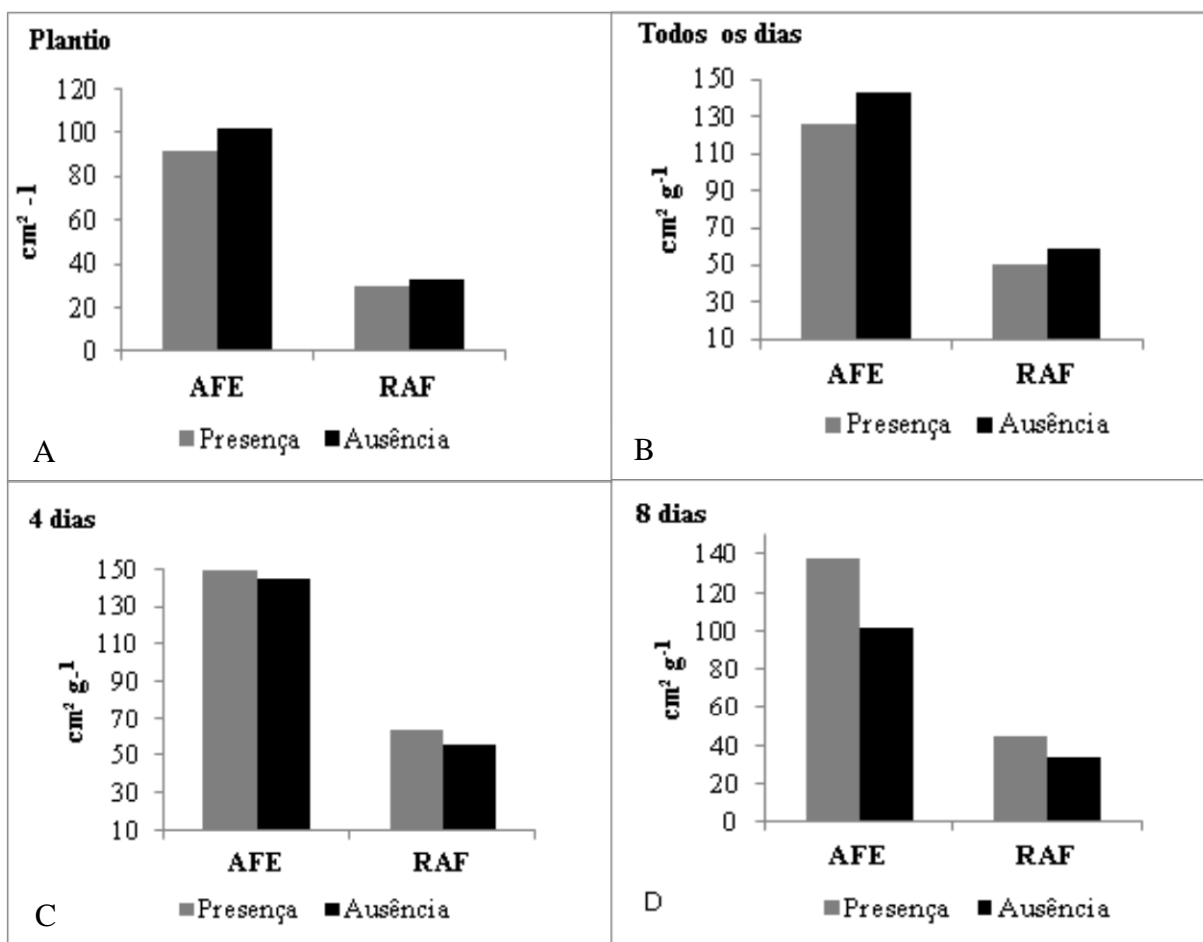 Plantio
120
100
80
60
40
20
0
cm² -1
AFE RAF
Presença Ausência
A
Todos os dias
150
130
110
90
70
50
30
10
cm² g-1
AFE RAF
Presença Ausência
B
4 dias
150
130
110
90
70
50
30
10
cm² g-1
AFE RAF
Presença Ausência
C
8 dias
140
120
100
80
60
40
20
0
cm² g-1
AFE RAF
Presença Ausência
D